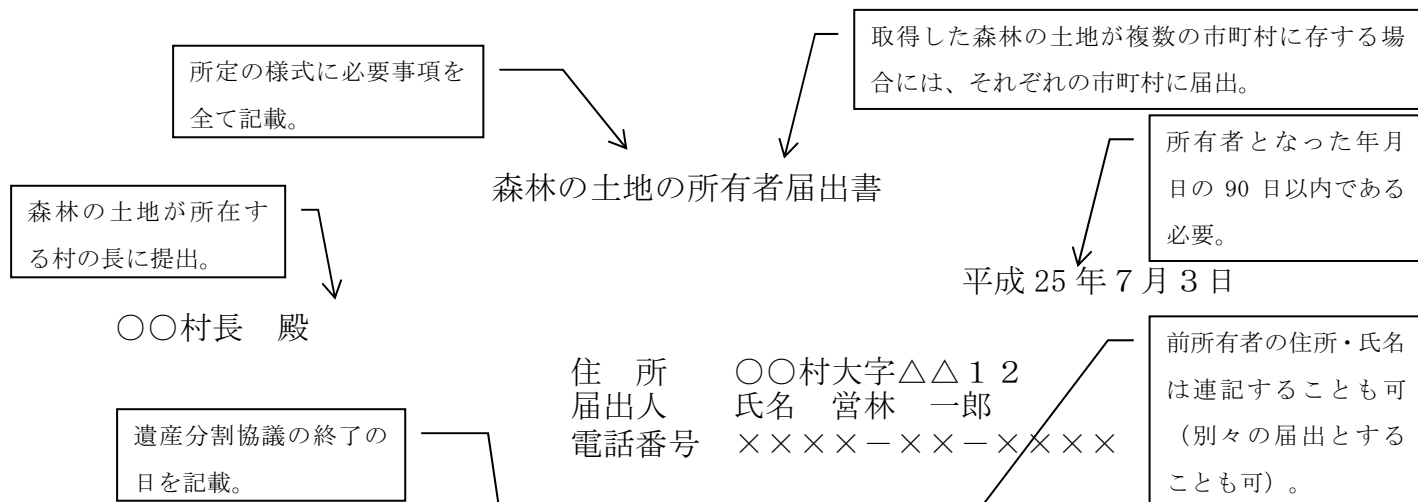 取得した森林の土地が複数の市町村に存する場
合には、それぞれの市町村に届出。
所定の様式に必要事項を
全て記載。
所有者となった年月
日の 90 日以内である
必要。
森林の土地の所有者届出書
森林の土地が所在す
る村の長に提出。
平成 25 年７月３日
○○村長　殿
前所有者の住所・氏名
は連記することも可
（別々の届出とする
ことも可）。
住　所　　○○村大字△△１２
届出人　　氏名　営林　一郎
電話番号　××××－××－××××
遺産分割協議の終了の
日を記載。